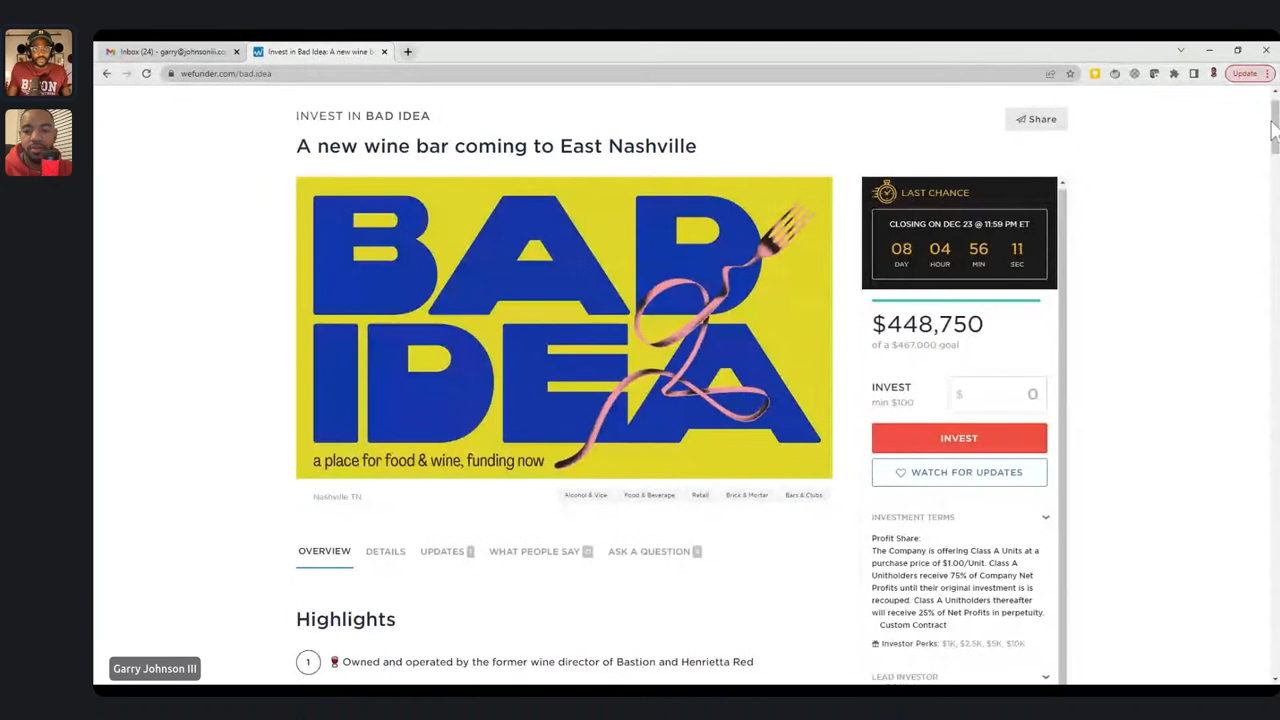 Inbox (24) - garry@johnsoniii.co
Invest in Bad Idea: A new wine b
wefunder.com/bad.idea
Update
INVEST IN BAD IDEA
Share
A new wine bar coming to East Nashville
BAD
IDEA
a place for food & wine, funding now
LAST CHANCE
CLOSING ON DEC 23 @ 11:59 PM ET
08 04 56 11
DAY HOUR MIN SEC
$448,750
of a $467,000 goal
INVEST
min $100
$ 0
INVEST
WATCH FOR UPDATES
Nashville TN
Alcohol & Vice Food & Beverage Retail Brick & Mortar Bars & Clubs
INVESTMENT TERMS
Profit Share:
The Company is offering Class A Units at a
purchase price of $1.00/Unit. Class A
Unitholders receive 75% of Company Net
Profits until their original investment is is
recouped. Class A Unitholders thereafter
will receive 25% of Net Profits in perpetuity.
Custom Contract
Investor Perks: $1K, $2.5K, $5K, $10K
LEAD INVESTOR
OVERVIEW DETAILS UPDATES WHAT PEOPLE SAY ASK A QUESTION
Highlights
1 Owned and operated by the former wine director of Bastion and Henrietta Red
Garry Johnson III